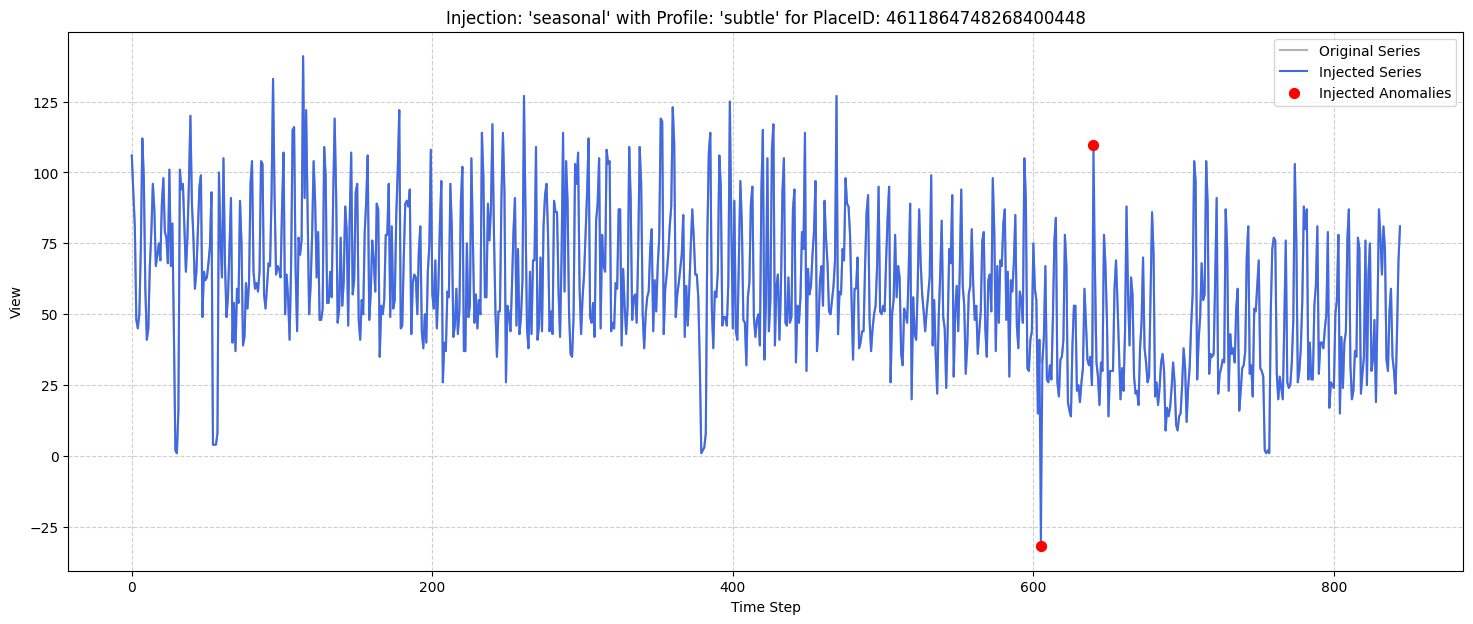 Injection: 'seasonal' with Profile: 'subtle' for PlaceID: 4611864748268400448
Original Series
Injected Series
Injected Anomalies
View
125
100
75
50
25
0
−25
0 200 400 600 800
Time Step